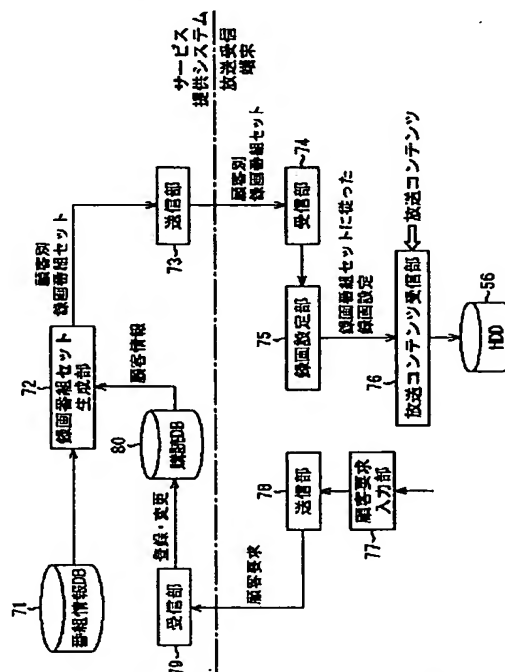 71
番組情報DB
72
録画番組セット
生成部
顧客別
録画番組セット
73
送信部
顧客情報
80
登録・変更
79
受信部
サービス
提供システム
放送受信
端末
顧客別
録画番組セット
74
受信部
75
録画設定部
録画番組セットに従った
録画設定
76
放送コンテンツ受信部
放送コンテンツ
56
HDD
顧客要求
78
送信部
77
顧客要求
入力部